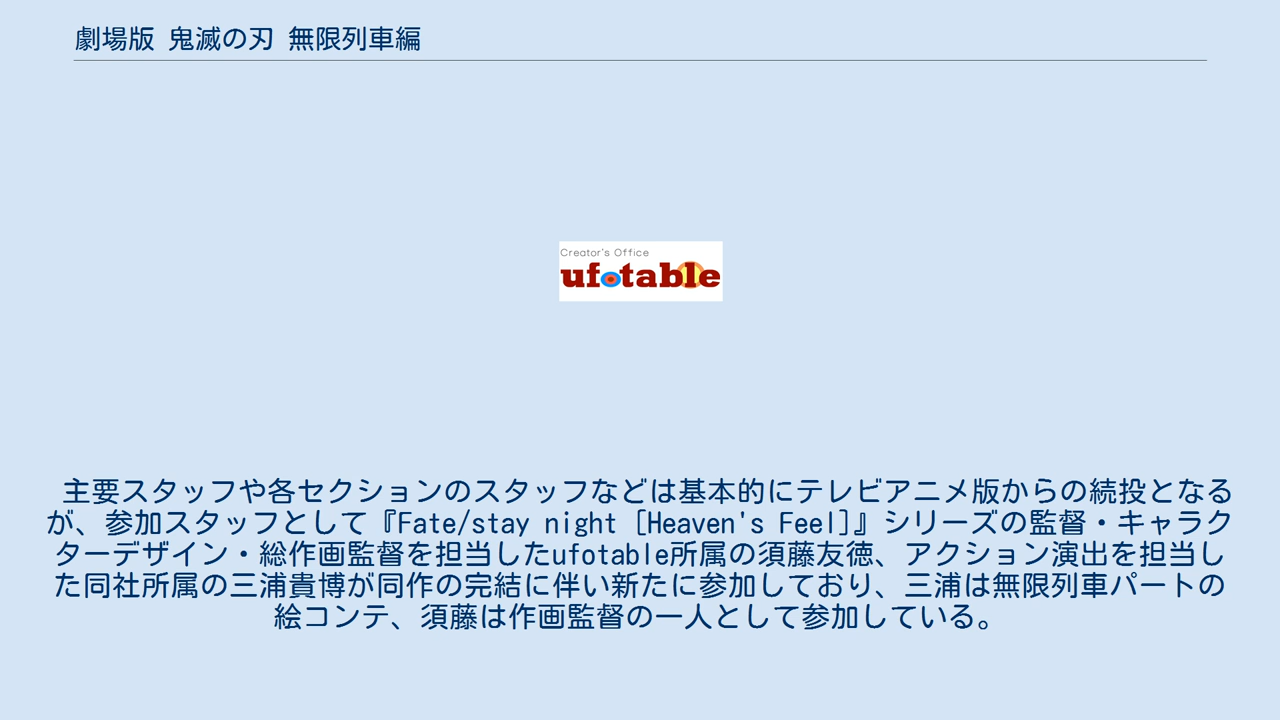 劇場版 鬼滅の刃 無限列車編
Creator's Office
ufotable
主要スタッフや各セクションのスタッフなどは基本的にテレビアニメ版からの続投となる
が、参加スタッフとして『Fate/stay night [Heaven's Feel]』シリーズの監督・キャラク
ターデザイン・総作画監督を担当したufotable所属の須藤友徳、アクション演出を担当し
た同社所属の三浦貴博が同作の完結に伴い新たに参加しており、三浦は無限列車パートの
絵コンテ、須藤は作画監督の一人として参加している。